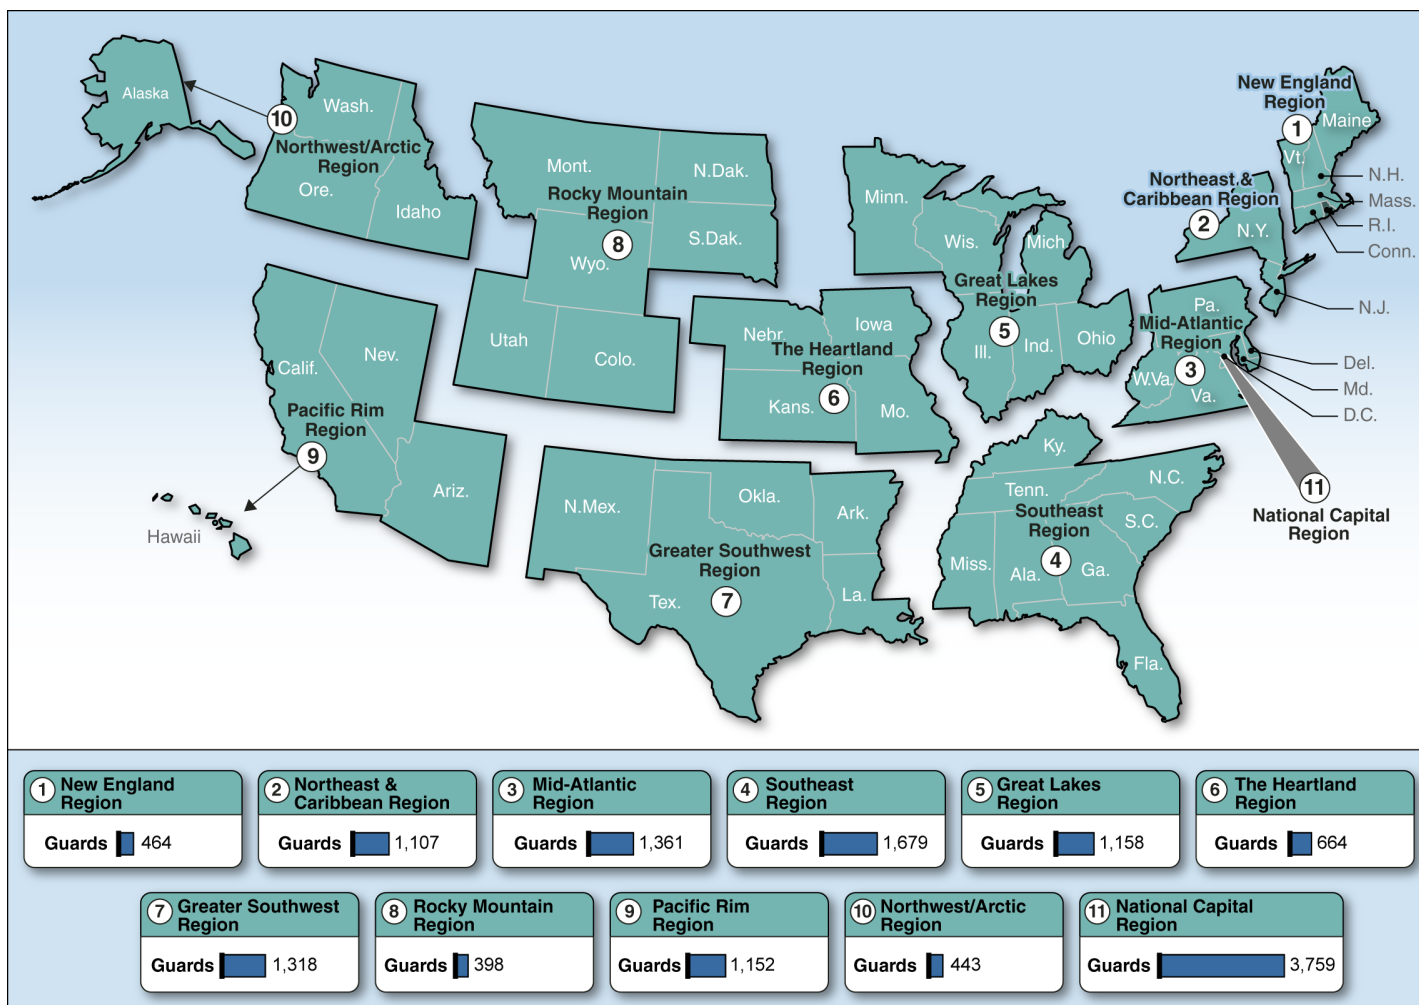 Alaska
10
Wash.
Northwest/Arctic
Region
Ore.
Idaho
Mont.
N.Dak.
Rocky Mountain
Region
8
S.Dak.
Wyo.
Utah
Colo.
Minn.
Wis.
Mich.
Great Lakes
Region
5
Ill.
Ind.
Ohio
New England
Region
1
Maine
Vt.
N.H.
Mass.
R.I.
Conn.
Northeast &
Caribbean Region
2
N.Y.
N.J.
Pa.
Mid-Atlantic
Region
3
W.Va.
Va.
Del.
Md.
D.C.
11
National Capital
Region
Calif.
Nev.
Pacific Rim
Region
9
Ariz.
Hawaii
Nebr.
Iowa
The Heartland
Region
6
Kans.
Mo.
N.Mex.
Okla.
Ark.
Greater Southwest
Region
7
Tex.
La.
Ky.
Tenn.
N.C.
Southeast
Region
4
S.C.
Miss.
Ala.
Ga.
Fla.
1 New England
Region
Guards 464
2 Northeast &
Caribbean Region
Guards 1,107
3 Mid-Atlantic
Region
Guards 1,361
4 Southeast
Region
Guards 1,679
5 Great Lakes
Region
Guards 1,158
6 The Heartland
Region
Guards 664
7 Greater Southwest
Region
Guards 1,318
8 Rocky Mountain
Region
Guards 398
9 Pacific Rim
Region
Guards 1,152
10 Northwest/Arctic
Region
Guards 443
11 National Capital
Region
Guards 3,759